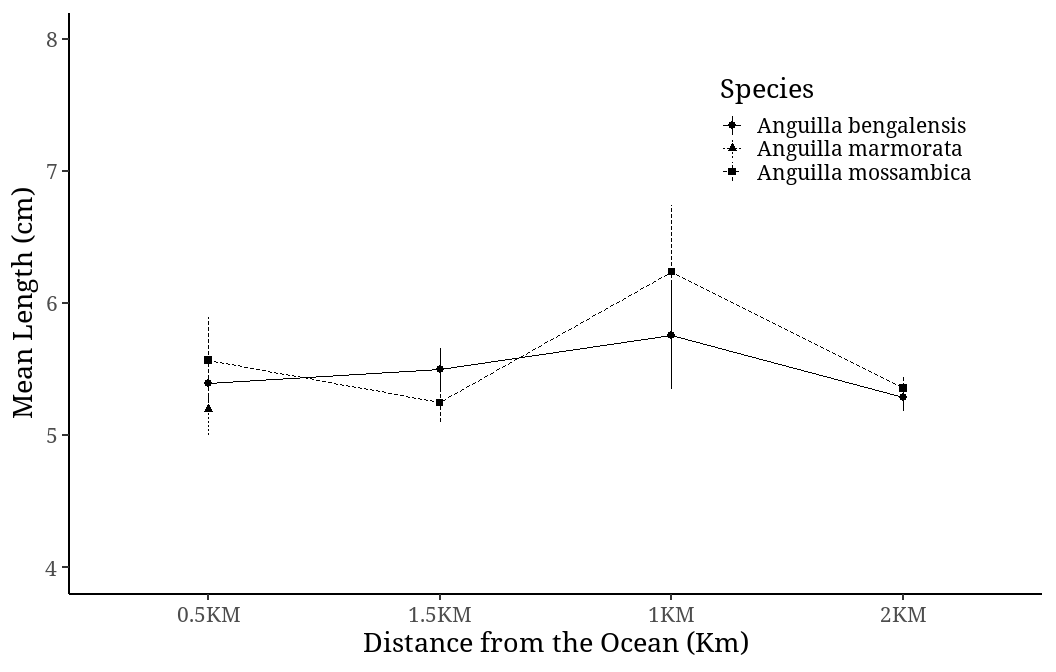 8
7
6
5
4
Mean Length (cm)
Species
Anguilla bengalensis
Anguilla marmorata
Anguilla mossambica
0.5KM
1.5KM
1KM
2KM
Distance from the Ocean (Km)